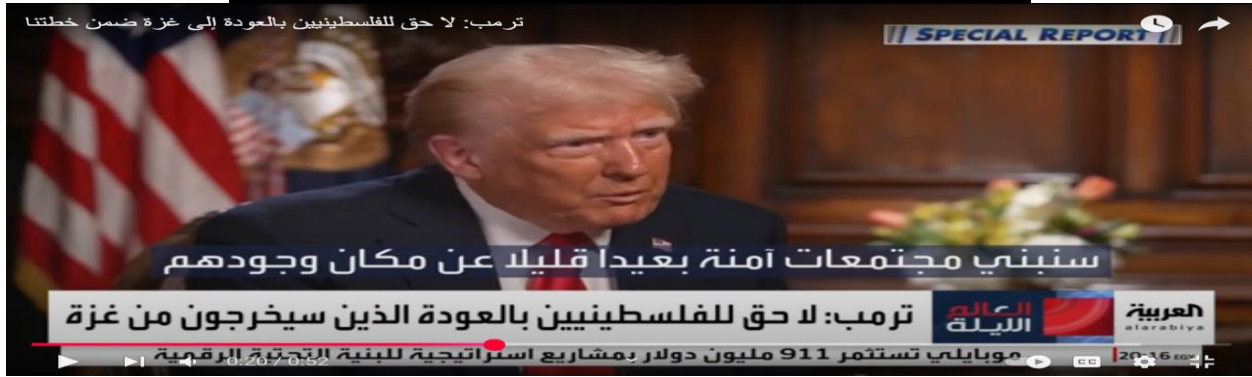 ترمب: لا حق للفلسطينيين بالعودة إلى غزة ضمن خطتنا
SPECIAL REPORT
سنبني مجتمعات آمنة بعيدا قليلا عن مكان وجودهم
العربية
alarabiya
العالم الليلة
ترمب: لا حق للفلسطينيين بالعودة الذين سيخرجون من غزة
موبايلي تستثمر 911 مليون دولار بمشاريع استراتيجية للبنية التحتية الرقمية
0:20 / 0:52
CC